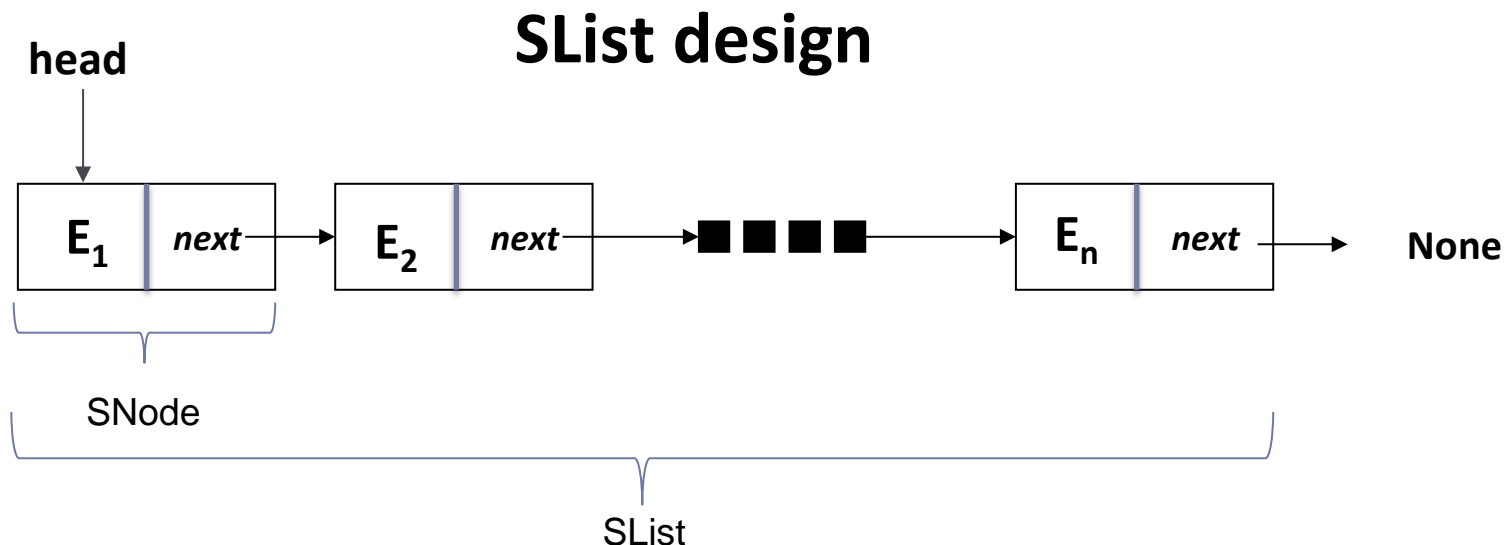 SList design
head
E₁ next E₂ next Eₙ next None
SNode
SList